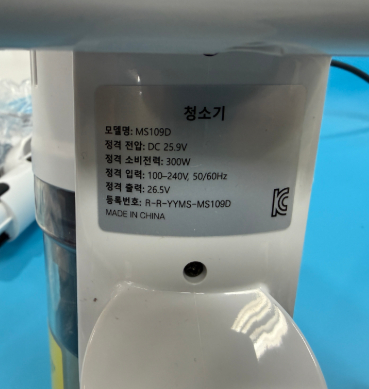 청소기
모델명: MS109D
정격 전압: DC 25.9V
정격 소비전력: 300W
정격 입력: 100-240V, 50/60Hz
정격 출력: 26.5V
등록번호: R-R-YYMS-MS109D
MADE IN CHINA